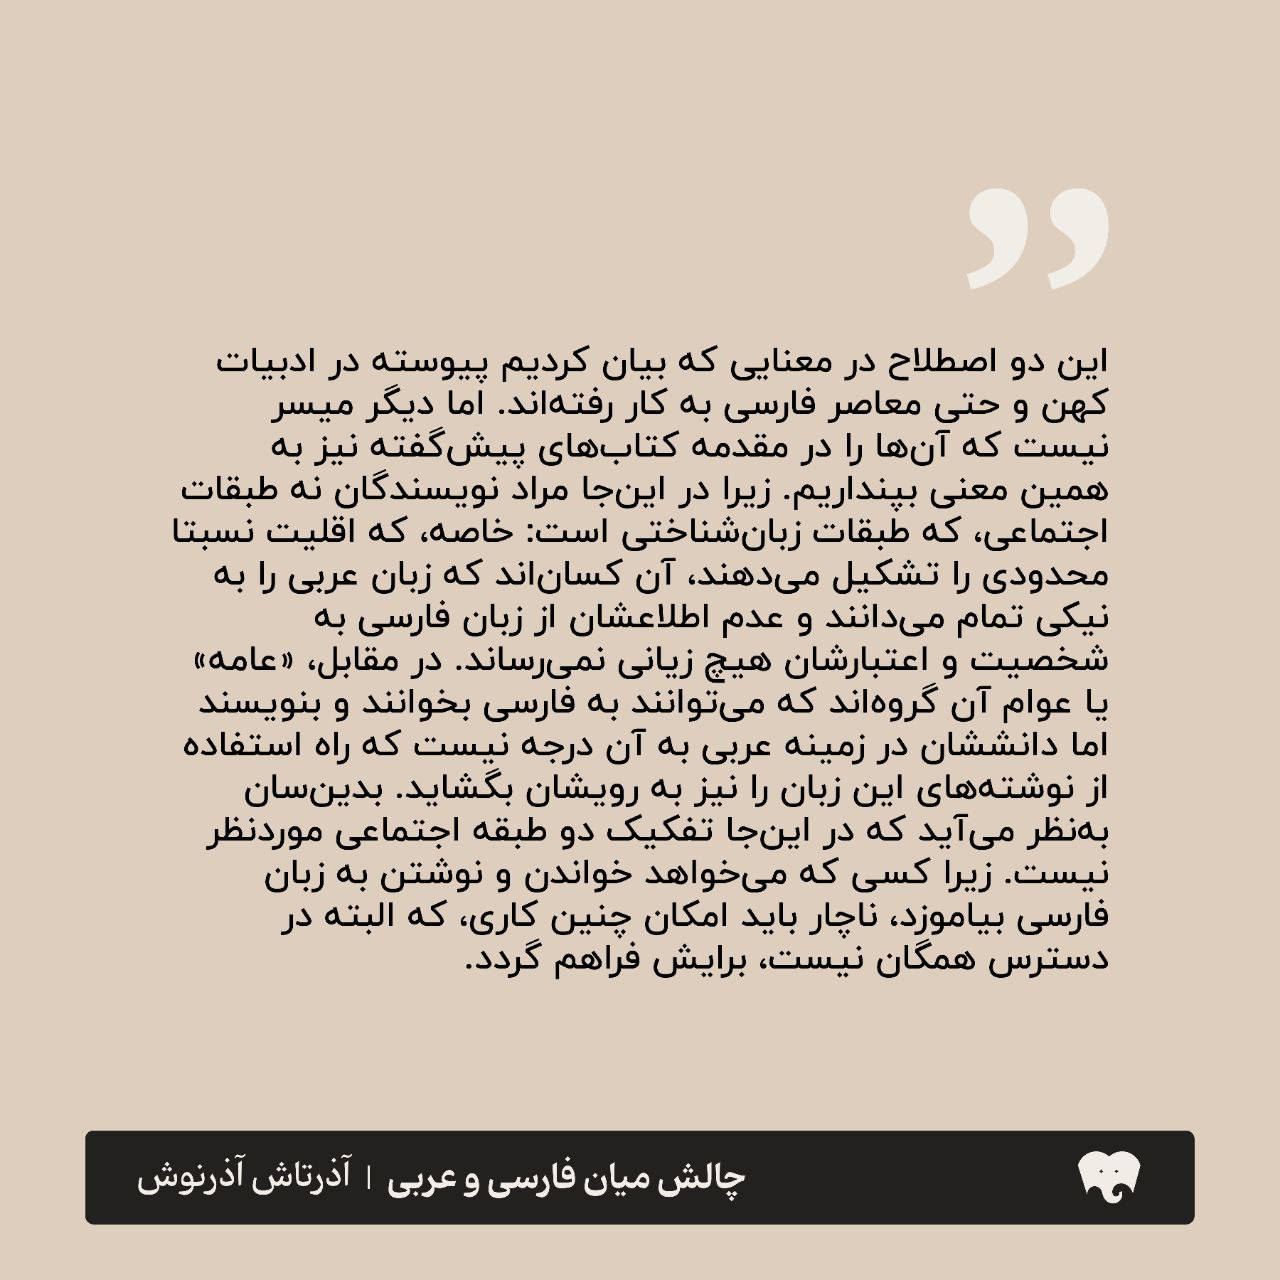 ”
این دو اصطلاح در معنایی که بیان کردیم پیوسته در ادبیات
کهن و حتی معاصر فارسی به کار رفته‌اند. اما دیگر میسر
نیست که آن‌ها را در مقدمه کتاب‌های پیش‌گفته نیز به
همین معنی بپنداریم. زیرا در این‌جا مراد نویسندگان نه طبقات
اجتماعی، که طبقات زبان‌شناختی است: خاصه، که اقلیت نسبتا
محدودی را تشکیل می‌دهند، آن کسان‌اند که زبان عربی را به
نیکی تمام می‌دانند و عدم اطلاعشان از زبان فارسی به
شخصیت و اعتبارشان هیچ زیانی نمی‌رساند. در مقابل، «عامه»
یا عوام آن گروه‌اند که می‌توانند به فارسی بخوانند و بنویسند
اما دانششان در زمینه عربی به آن درجه نیست که راه استفاده
از نوشته‌های این زبان را نیز به رویشان بگشاید. بدین‌سان
به‌نظر می‌آید که در این‌جا تفکیک دو طبقه اجتماعی موردنظر
نیست. زیرا کسی که می‌خواهد خواندن و نوشتن به زبان
فارسی بیاموزد، ناچار باید امکان چنین کاری، که البته در
دسترس همگان نیست، برایش فراهم گردد.
چالش میان فارسی و عربی | آذرتاش آذرنوش